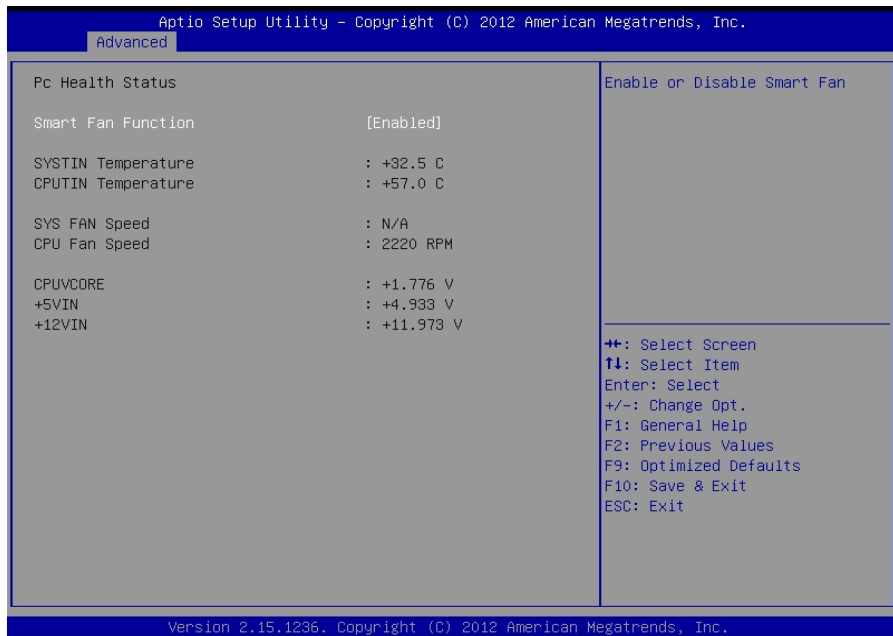 Aptio Setup Utility – Copyright (C) 2012 American Megatrends, Inc.
Advanced
Pc Health Status
Smart Fan Function [Enabled]
SYSTIN Temperature : +32.5 C
CPUTIN Temperature : +57.0 C
SYS FAN Speed : N/A
CPU Fan Speed : 2220 RPM
CPUVCORE : +1.776 V
+5VIN : +4.933 V
+12VIN : +11.973 V
Enable or Disable Smart Fan
→←: Select Screen
↑↓: Select Item
Enter: Select
+/-: Change Opt.
F1: General Help
F2: Previous Values
F9: Optimized Defaults
F10: Save & Exit
ESC: Exit
Version 2.15.1236. Copyright (C) 2012 American Megatrends, Inc.